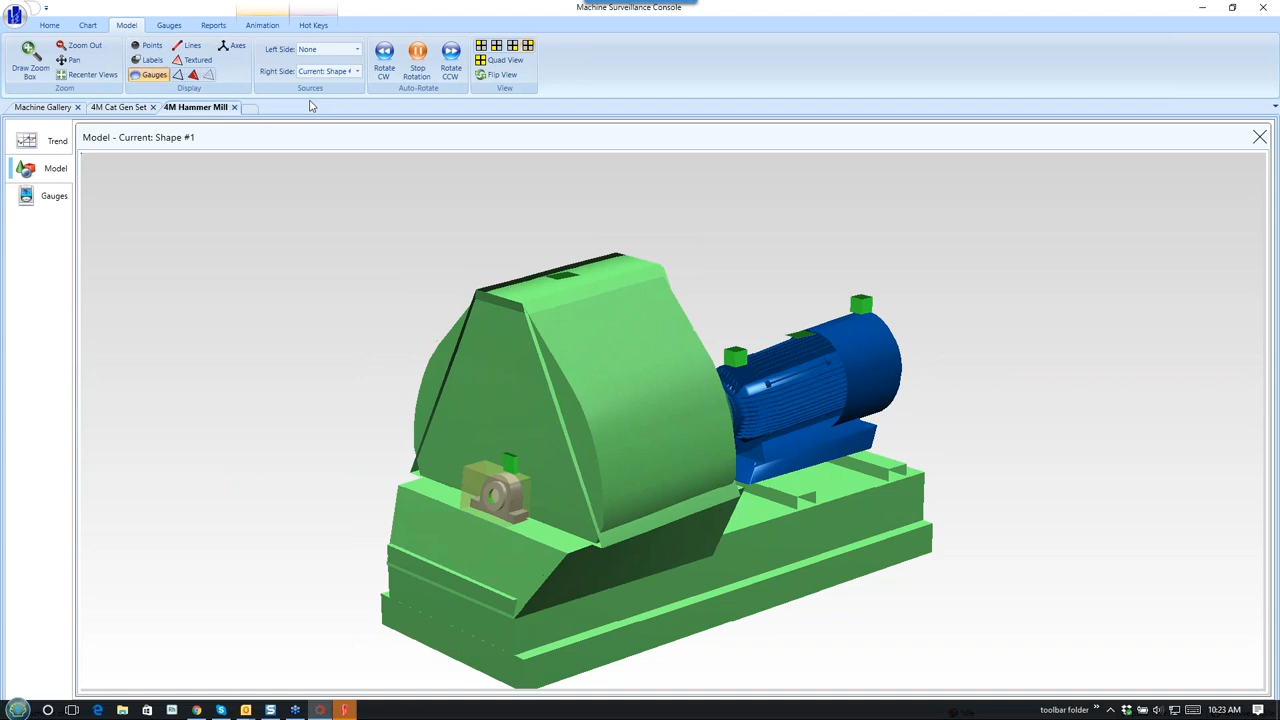 Machine Surveillance Console
Home Chart Model Gauges Reports Animation Hot Keys
Draw Zoom Box
Zoom Out
Pan
Recenter Views
Zoom
Points Lines Axes
Labels Textured
Gauges
Display
Left Side: None
Right Side: Current: Shape
Sources
Rotate CW
Stop Rotation
Rotate CCW
Auto-Rotate
Quad View
Flip View
View
Machine Gallery 4M Cat Gen Set 4M Hammer Mill
Trend
Model
Gauges
Model - Current: Shape #1
toolbar folder » 10:23 AM